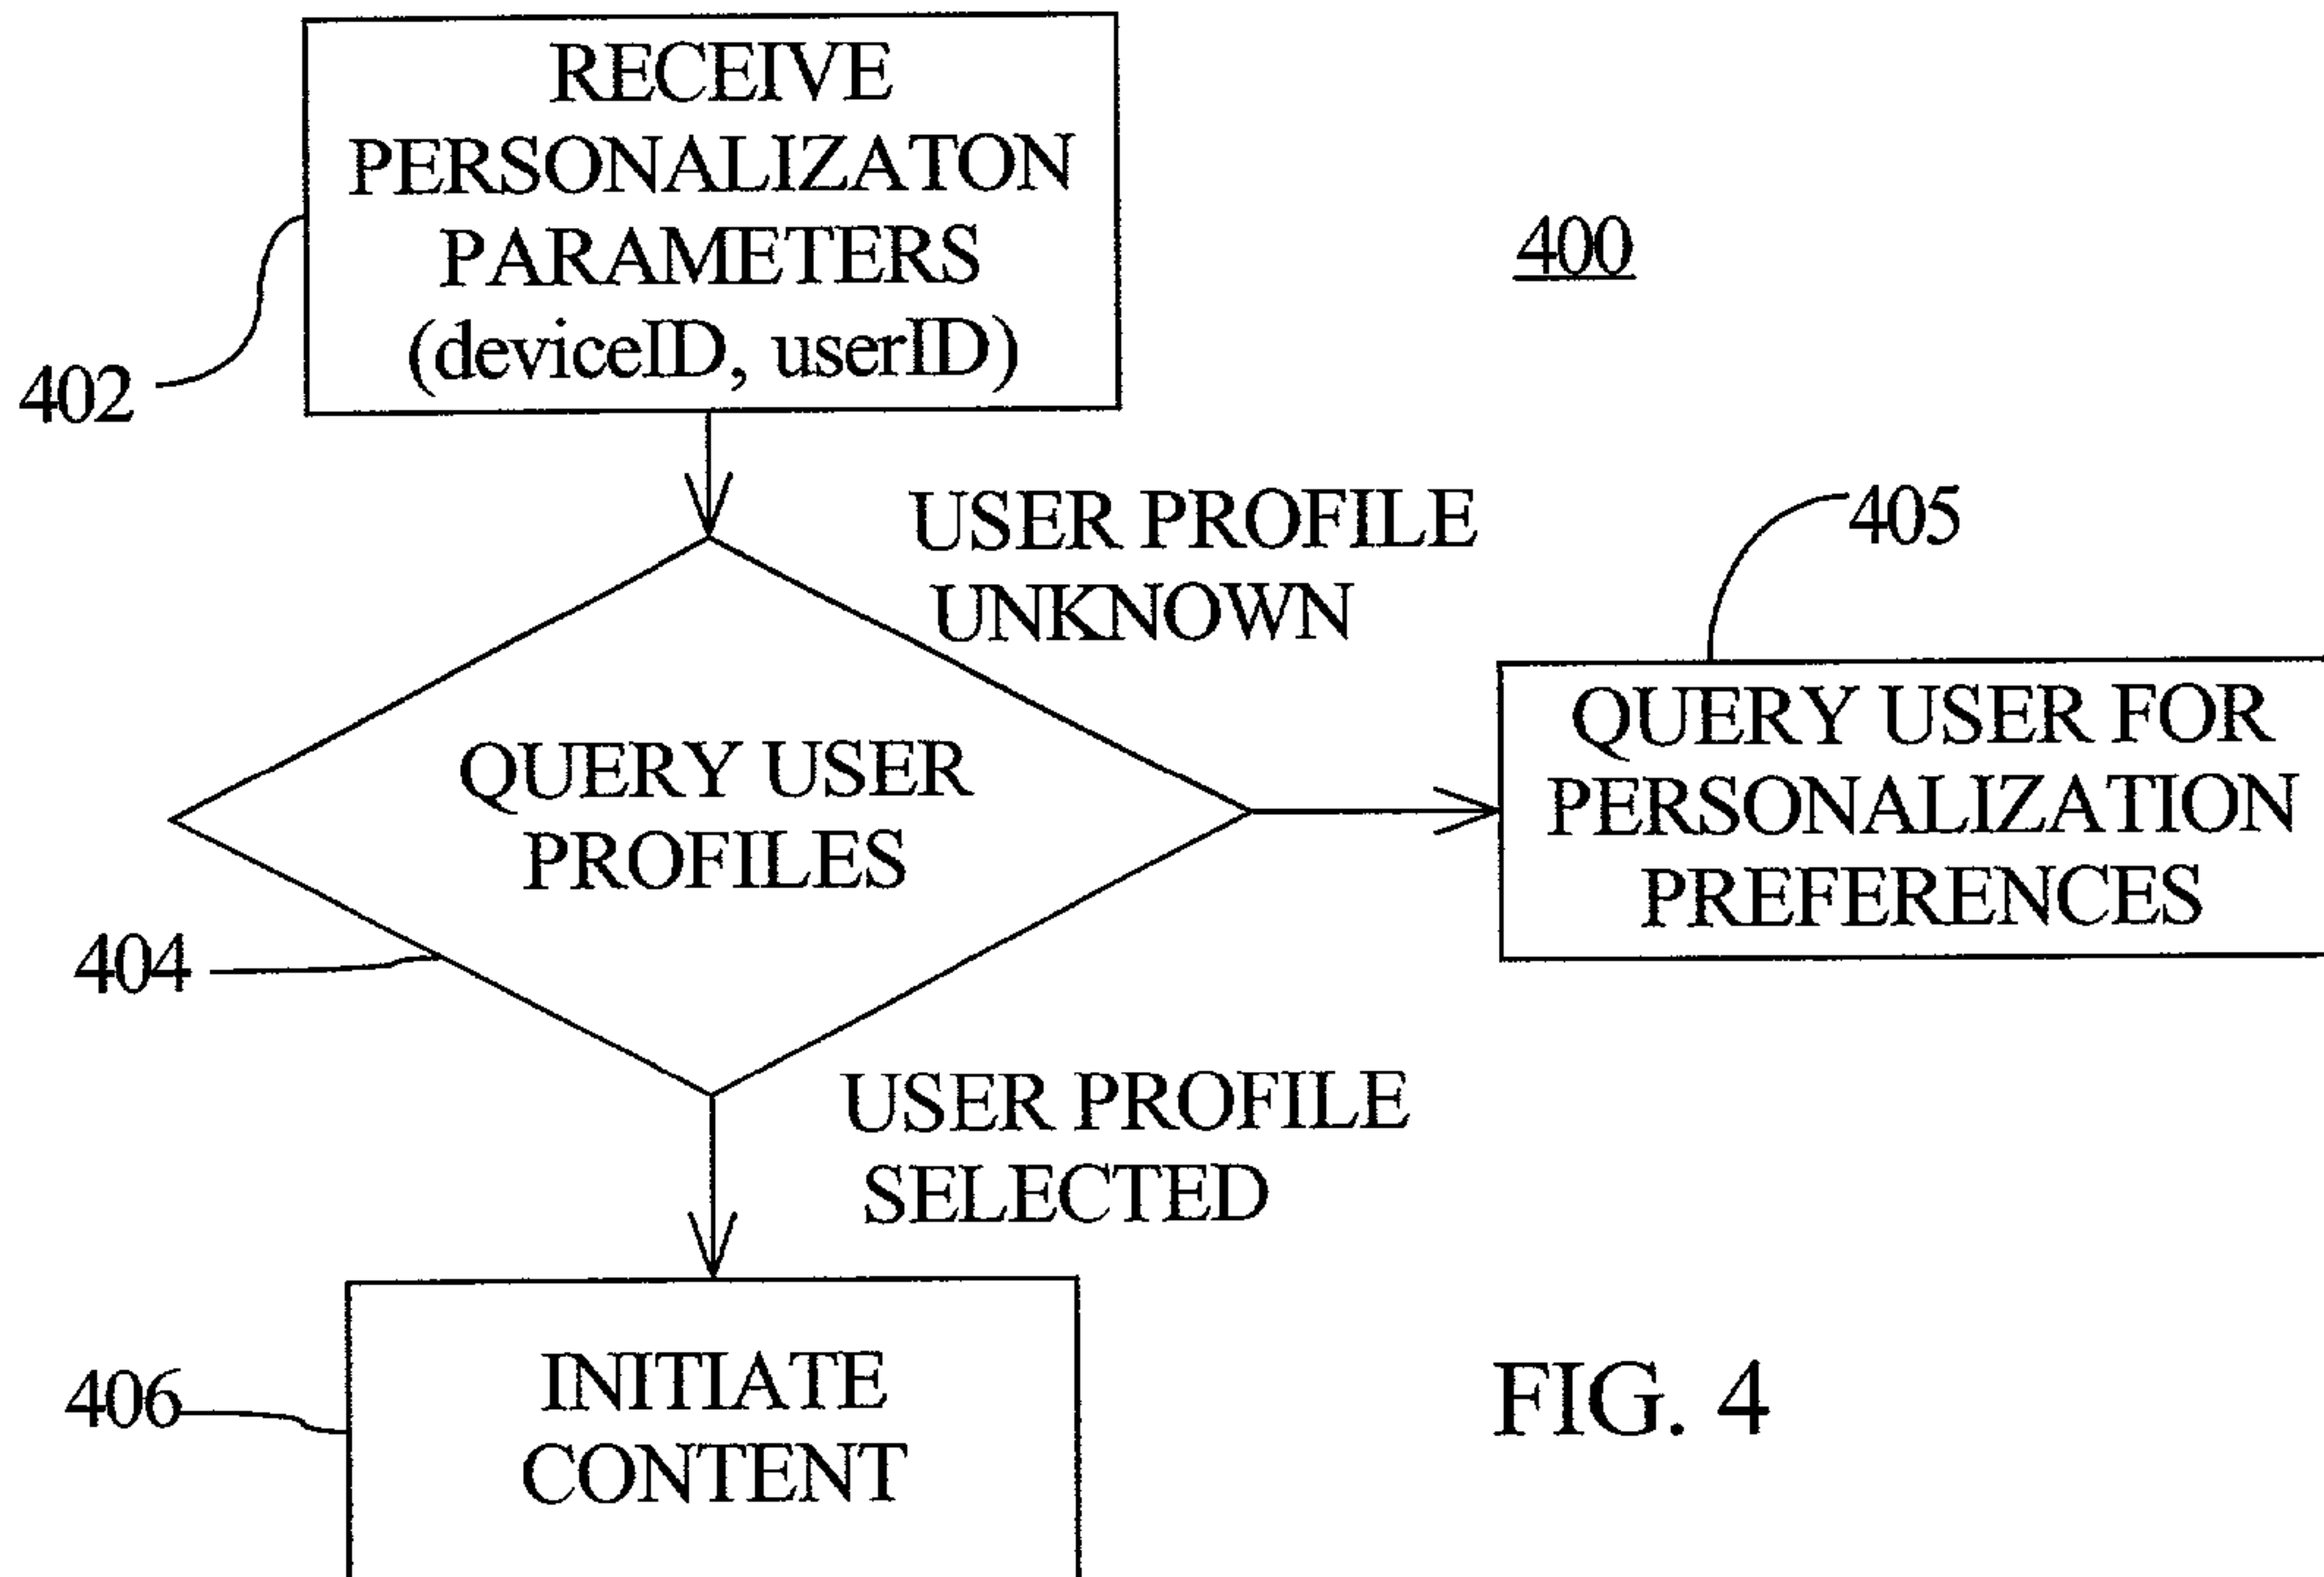 RECEIVE
PERSONALIZATON
PARAMETERS
(deviceID, userID)
400
402
USER PROFILE
UNKNOWN
405
QUERY USER
PROFILES
QUERY USER FOR
PERSONALIZATION
PREFERENCES
404
USER PROFILE
SELECTED
INITIATE
CONTENT
406
FIG. 4